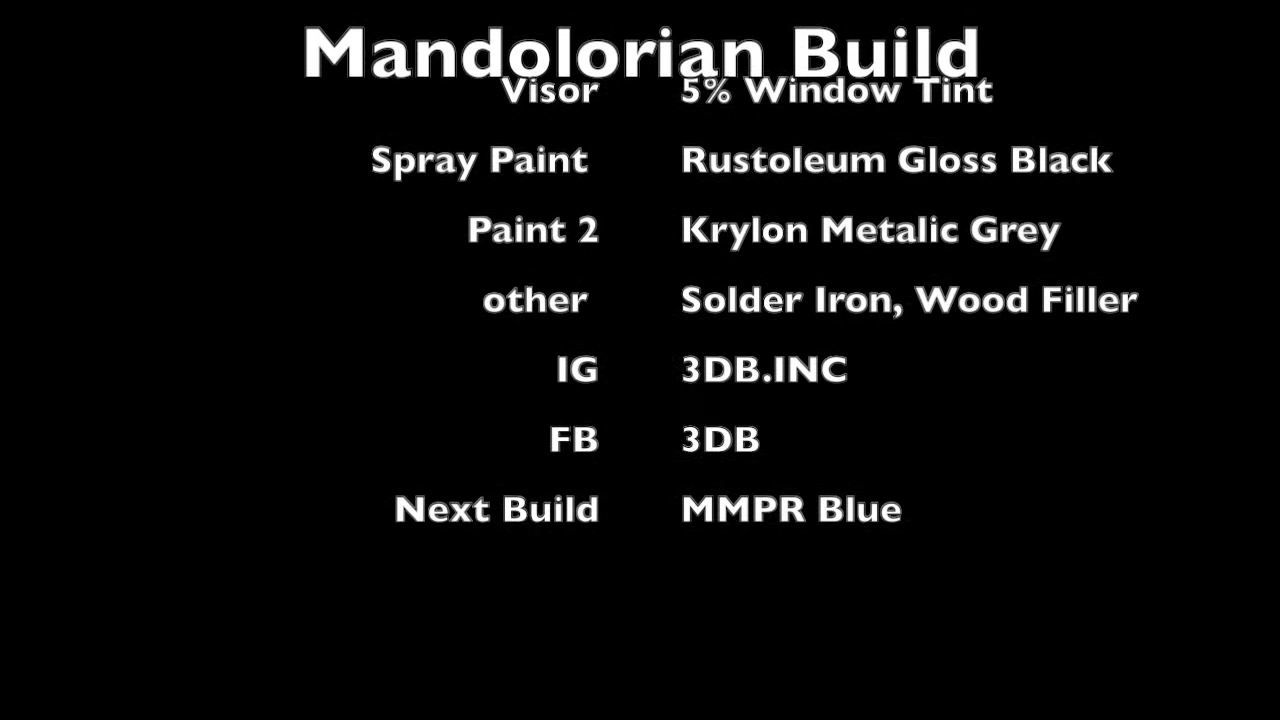 Mandolorian Build
Visor 5% Window Tint
Spray Paint Rustoleum Gloss Black
Paint 2 Krylon Metalic Grey
other Solder Iron, Wood Filler
IG 3DB.INC
FB 3DB
Next Build MMPR Blue